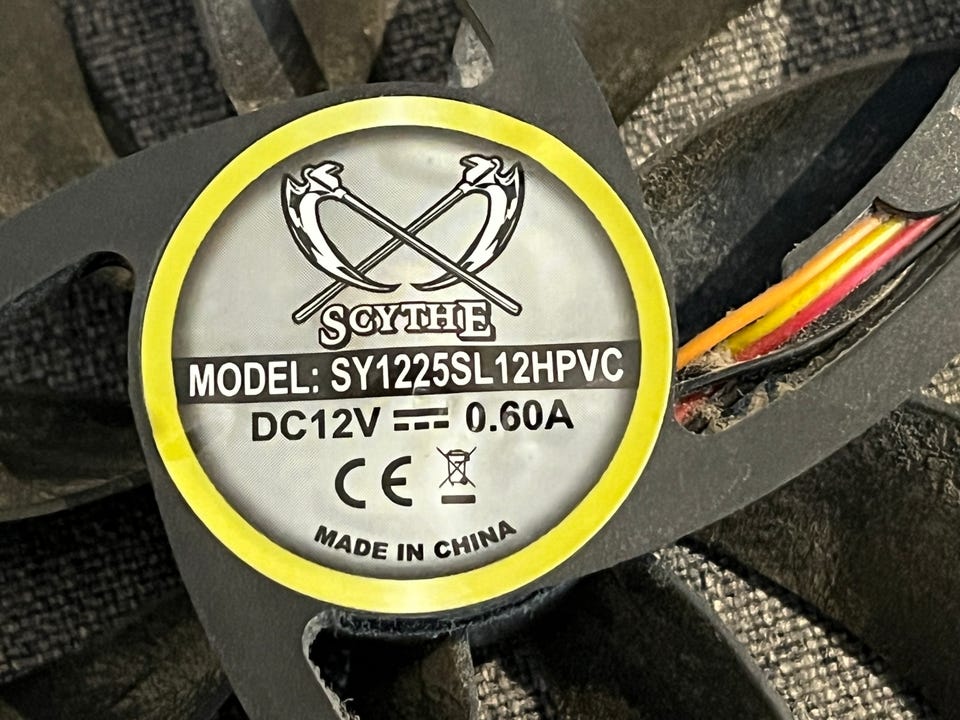 SCYTHE
MODEL: SY1225SL12HPVC
DC12V ⎓ 0.60A
CE
MADE IN CHINA